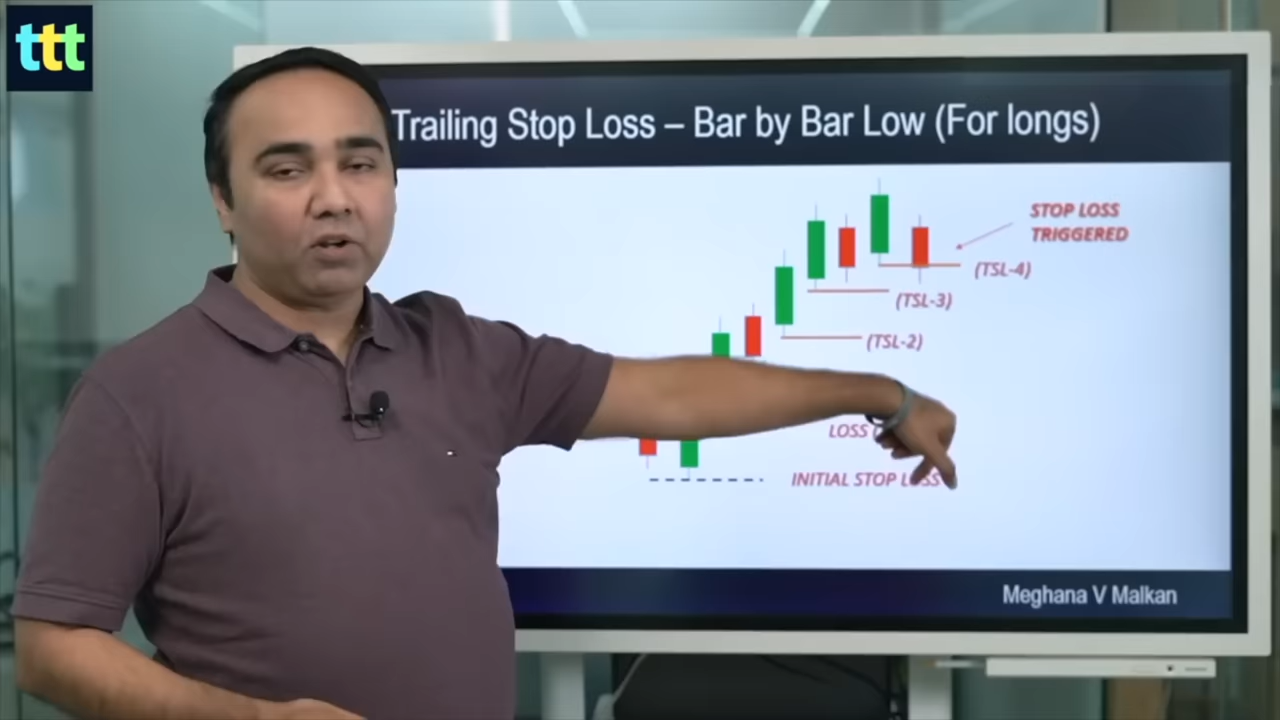 ttt
Trailing Stop Loss – Bar by Bar Low (For longs)
STOP LOSS
TRIGGERED
(TSL-4)
(TSL-3)
(TSL-2)
LOSS
INITIAL STOP LOSS
Meghana V Malkan